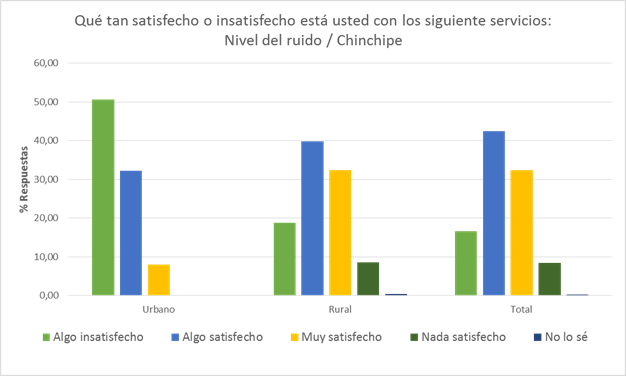 Qué tan satisfecho o insatisfecho está usted con los siguiente servicios:
Nivel del ruido / Chinchipe
% Respuestas
60,00
50,00
40,00
30,00
20,00
10,00
0,00
Urbano
Rural
Total
Algo insatisfecho
Algo satisfecho
Muy satisfecho
Nada satisfecho
No lo sé